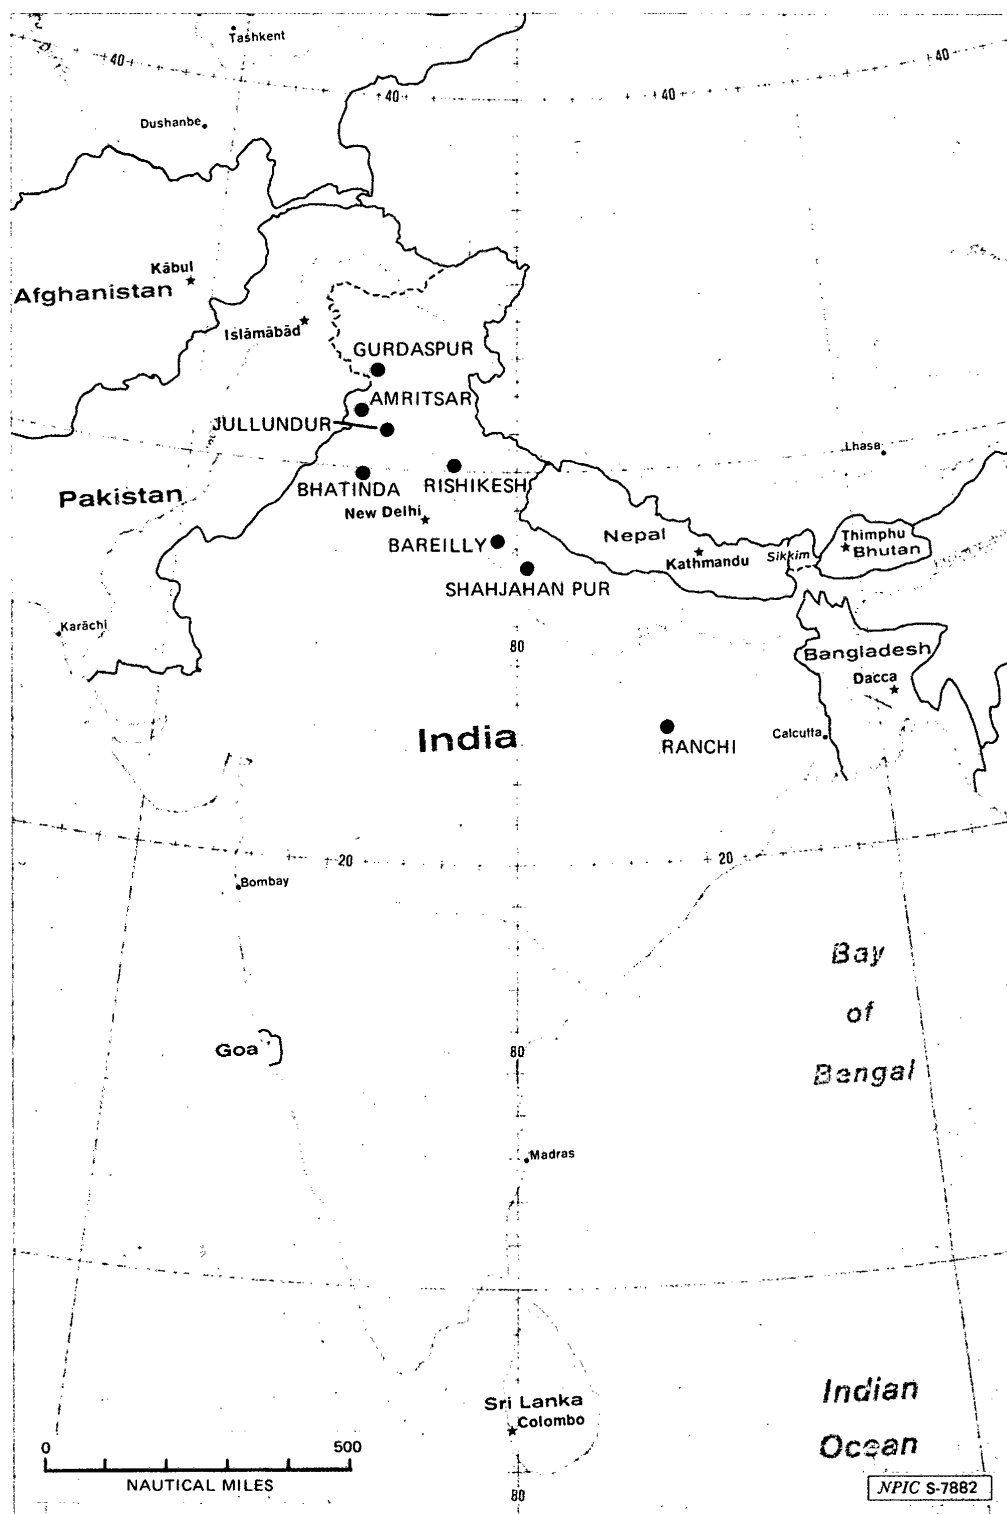 Tashkent
40
40
40
40
Dushanbe
Kābul
Afghanistan
Islāmābād
GURDASPUR
AMRITSAR
JULLUNDUR
Lhasa
Pakistan
BHATINDA
RISHIKESH
New Delhi
Nepal
Thimphu
Bhutan
BAREILLY
Kathmandu
Sikkim
SHAHJAHAN PUR
Karāchi
80
Bangladesh
Dacca
India
RANCHI
Calcutta
20
20
Bombay
Bay
of
Bengal
Goa
80
Madras
Indian
Ocean
Sri Lanka
Colombo
0
500
NAUTICAL MILES
80
NPIC S-7882